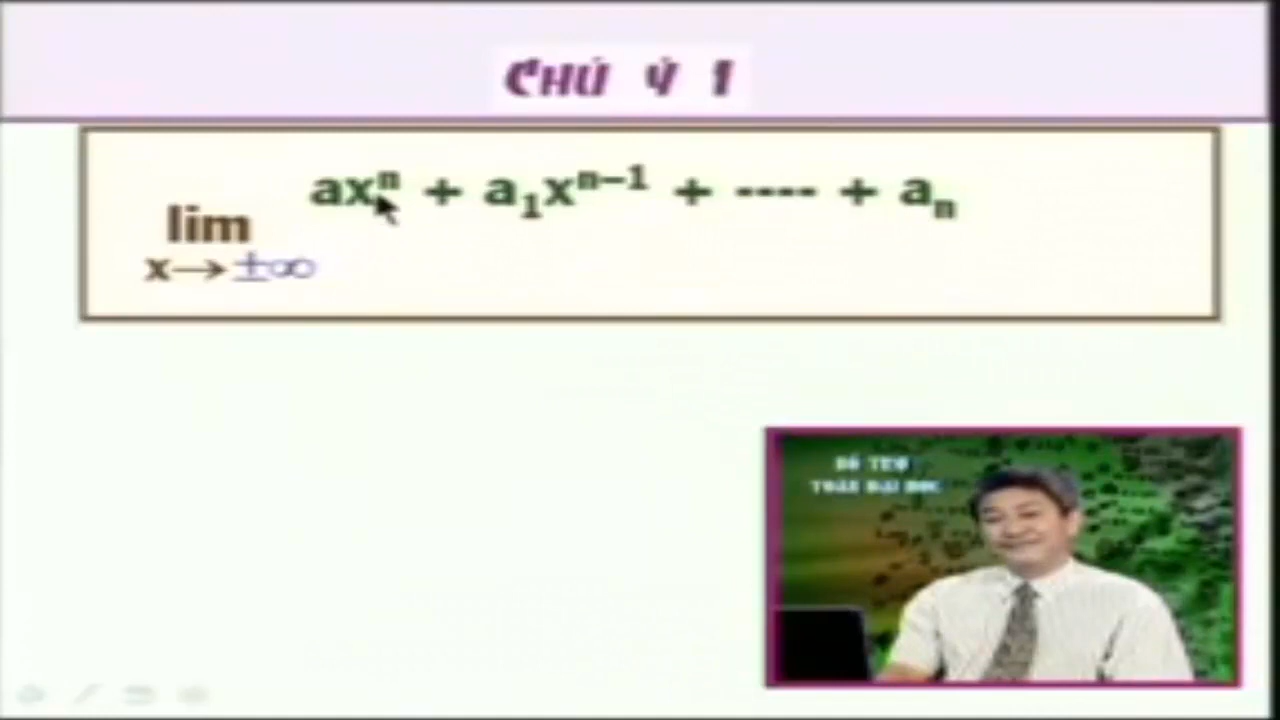 CHÚ Ý 1
axⁿ + a₁xⁿ⁻¹ + ---- + aₙ
lim
x→±∞